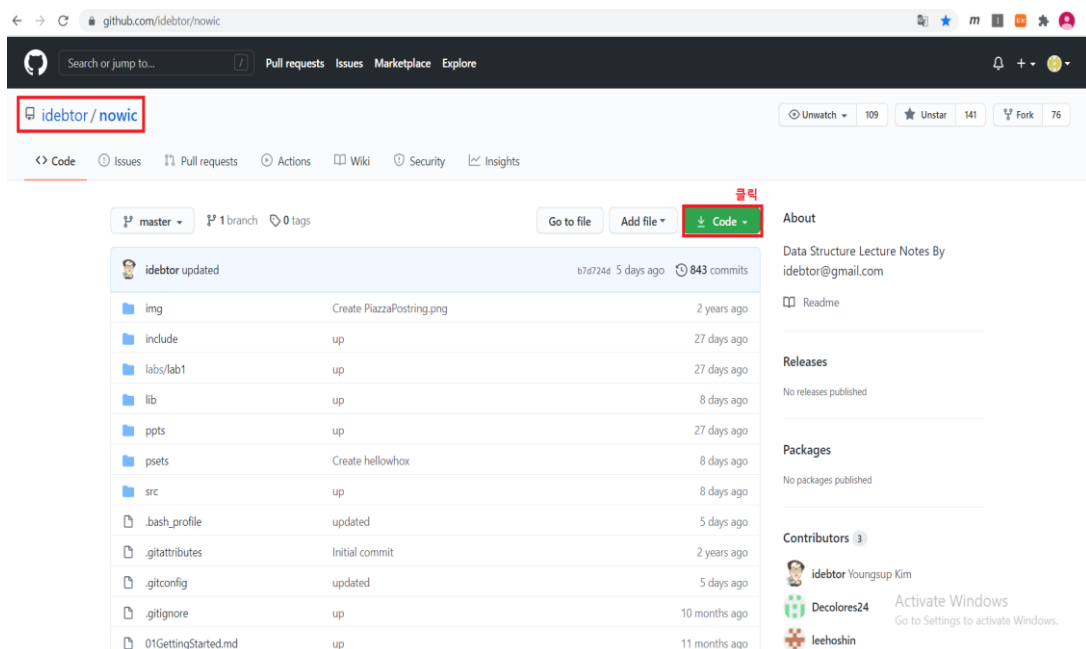 github.com/idebtor/nowic
Search or jump to... / Pull requests Issues Marketplace Explore
idebtor / nowic
Unwatch 109 Unstar 141 Fork 76
Code Issues Pull requests Actions Wiki Security Insights
클릭
master 1 branch 0 tags Go to file Add file Code
idebtor updated b7d724d 5 days ago 843 commits
img Create PiazzaPostring.png 2 years ago
include up 27 days ago
labs/lab1 up 27 days ago
lib up 8 days ago
ppts up 27 days ago
psets Create hellowhox 8 days ago
src up 8 days ago
.bash_profile updated 5 days ago
.gitattributes Initial commit 2 years ago
.gitconfig updated 5 days ago
.gitignore up 10 months ago
01GettingStarted.md up 11 months ago
About
Data Structure Lecture Notes By
idebtor@gmail.com
Readme
Releases
No releases published
Packages
No packages published
Contributors 3
idebtor Youngsup Kim
Decolores24
leehoshin
Activate Windows
Go to Settings to activate Windows.